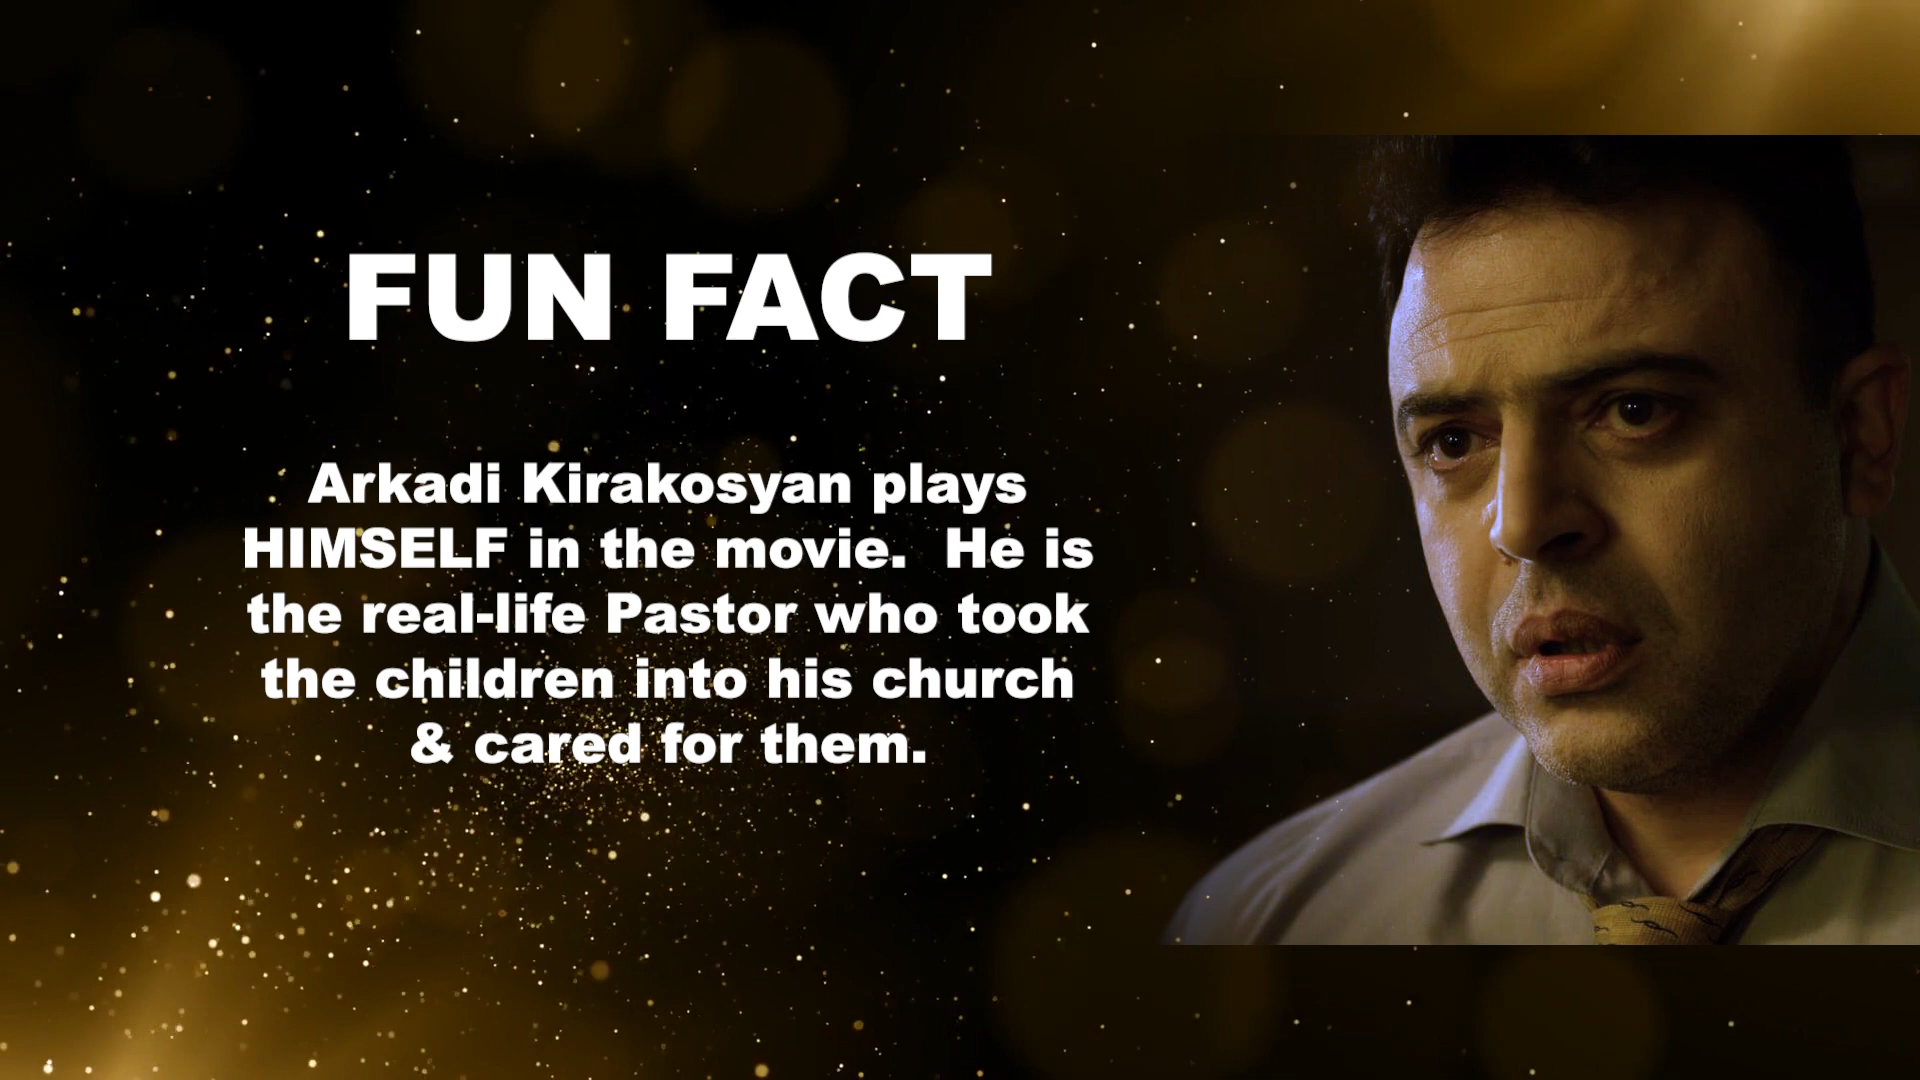 FUN FACT
Arkadi Kirakosyan plays
HIMSELF in the movie.  He is
the real-life Pastor who took
the children into his church
& cared for them.